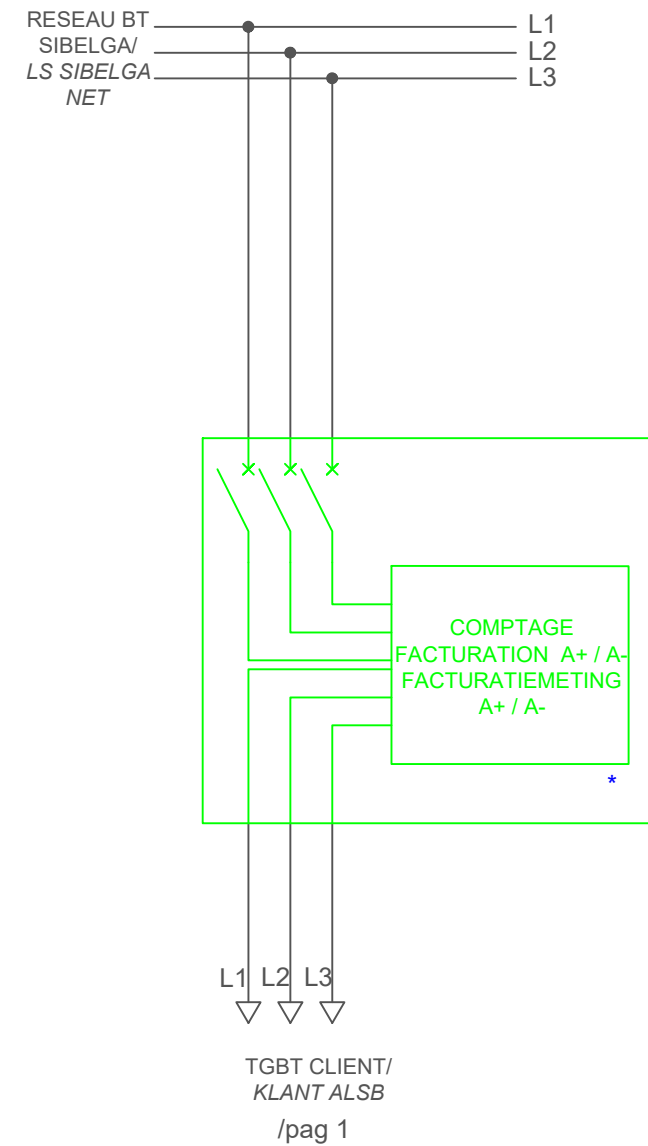 RESEAU BT
SIBELGA/
LS SIBELGA
NET
L1
L2
L3
COMPTAGE
FACTURATION A+ / A-
FACTURATIEMETING
A+ / A-
*
L1 L2 L3
TGBT CLIENT/
KLANT ALSB
/pag 1